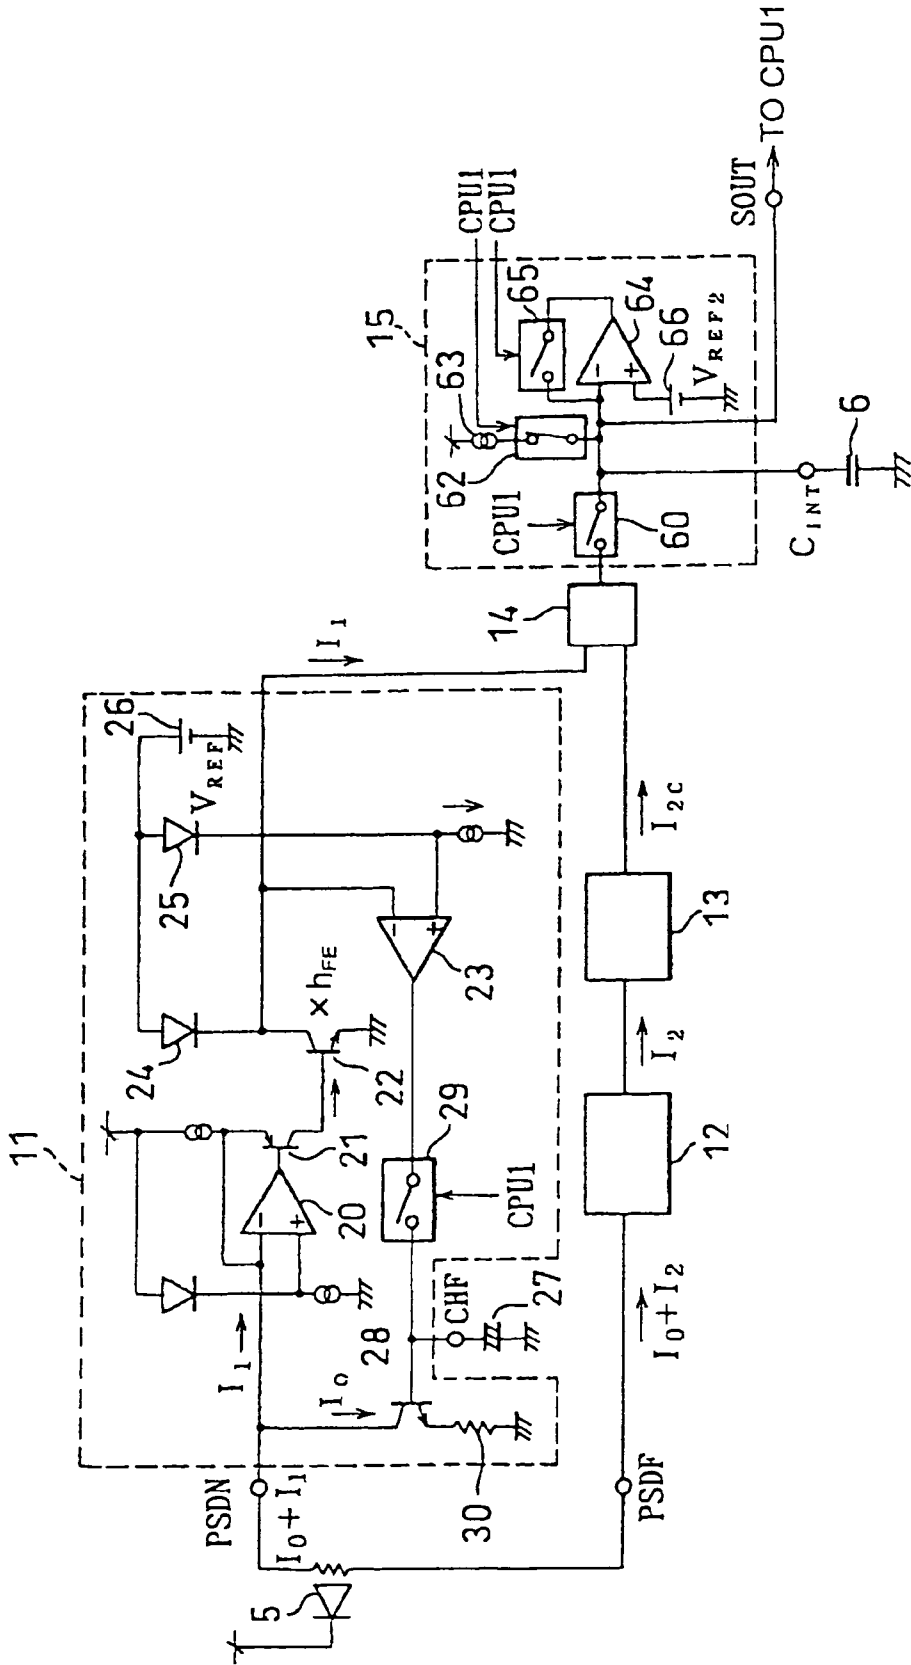 11
PSDN
I₀+I₁
5
I₁
I₀
28
30
CHF
27
20
21
22
× hFE
24
25
VREF
26
23
29
CPU1
I₁
PSDF
I₀+I₂
12
I₂
13
I₂C
14
15
CPU1
60
62
63
CPU1
CPU1
65
64
66
VREF2
CINT
6
SOUT
TO CPU1